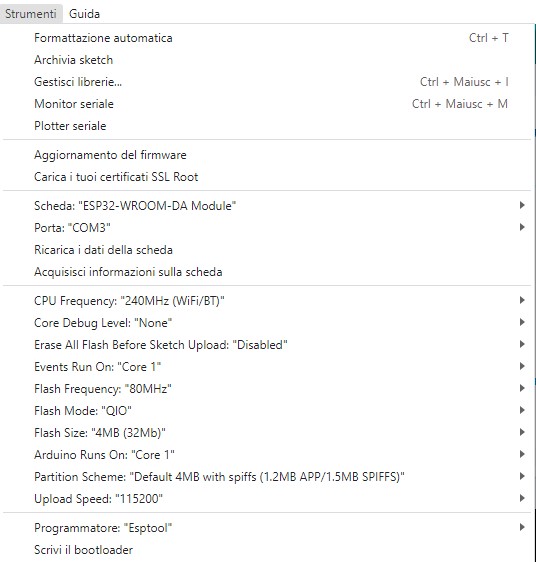 Strumenti Guida
Formattazione automatica Ctrl + T
Archivia sketch
Gestisci librerie... Ctrl + Maiusc + I
Monitor seriale Ctrl + Maiusc + M
Plotter seriale
Aggiornamento del firmware
Carica i tuoi certificati SSL Root
Scheda: "ESP32-WROOM-DA Module"
Porta: "COM3"
Ricarica i dati della scheda
Acquisisci informazioni sulla scheda
CPU Frequency: "240MHz (WiFi/BT)"
Core Debug Level: "None"
Erase All Flash Before Sketch Upload: "Disabled"
Events Run On: "Core 1"
Flash Frequency: "80MHz"
Flash Mode: "QIO"
Flash Size: "4MB (32Mb)"
Arduino Runs On: "Core 1"
Partition Scheme: "Default 4MB with spiffs (1.2MB APP/1.5MB SPIFFS)"
Upload Speed: "115200"
Programmatore: "Esptool"
Scrivi il bootloader